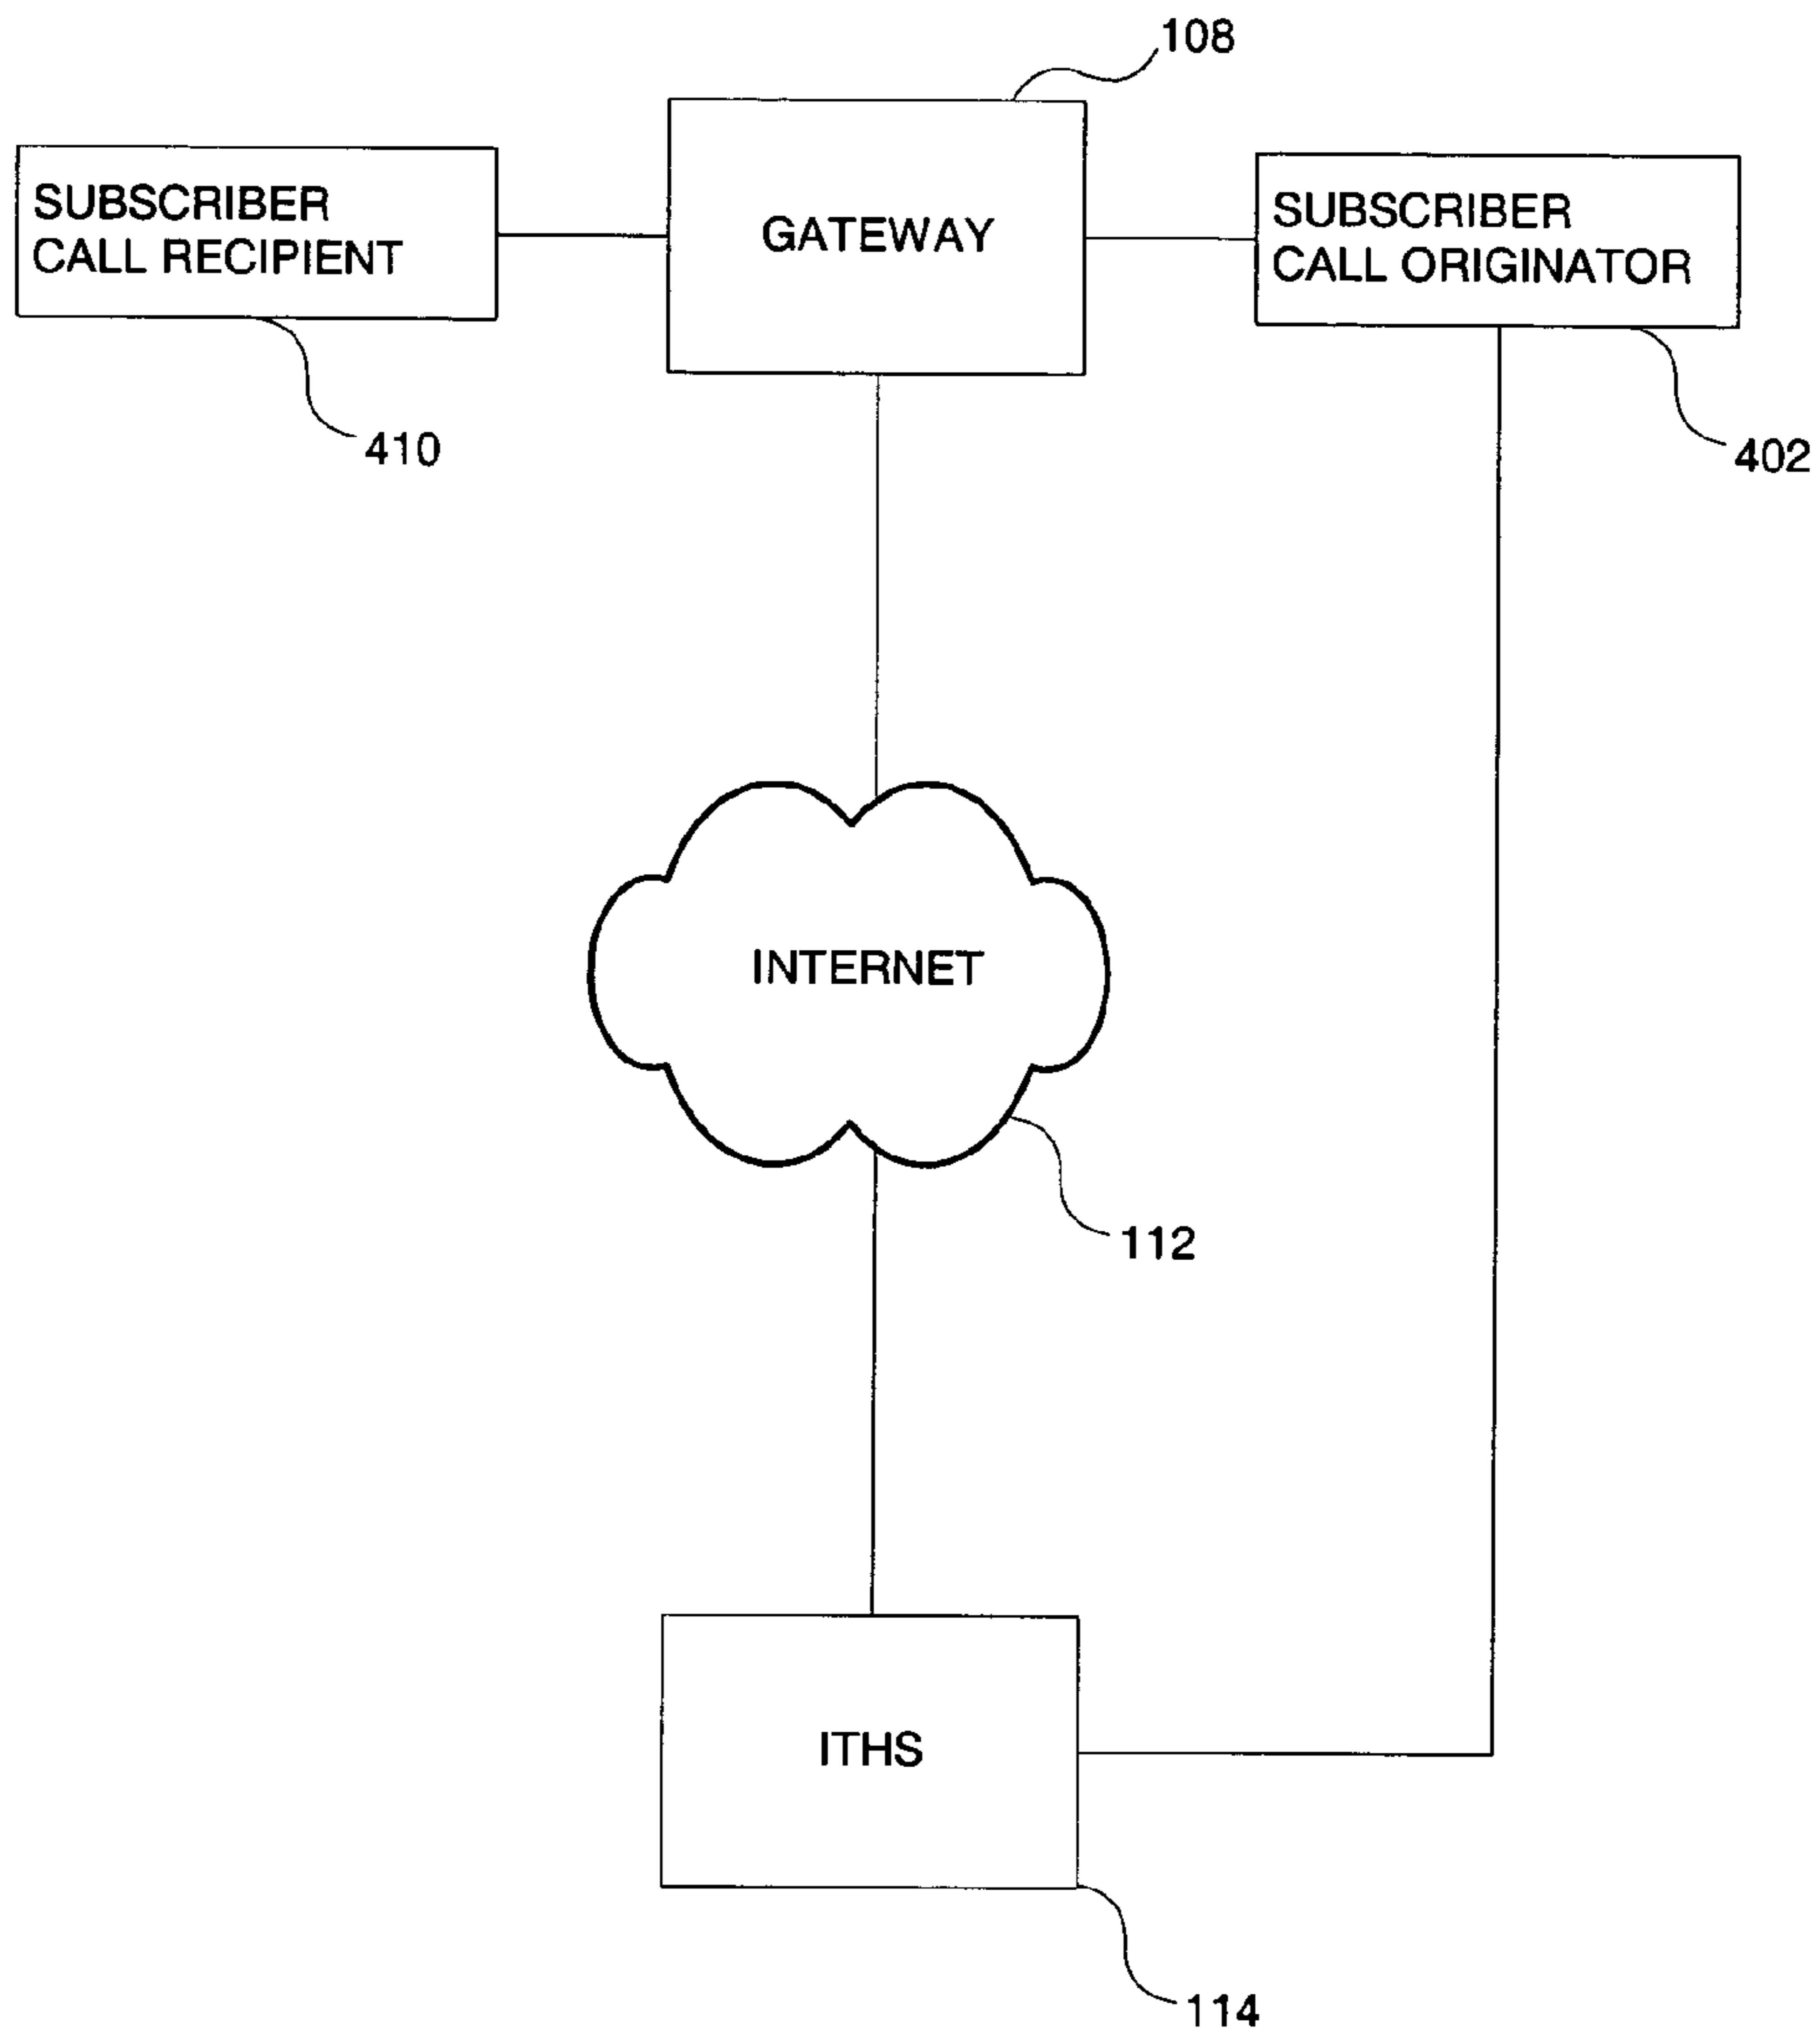 108
SUBSCRIBER
CALL RECIPIENT
GATEWAY
SUBSCRIBER
CALL ORIGINATOR
410
402
INTERNET
112
ITHS
114